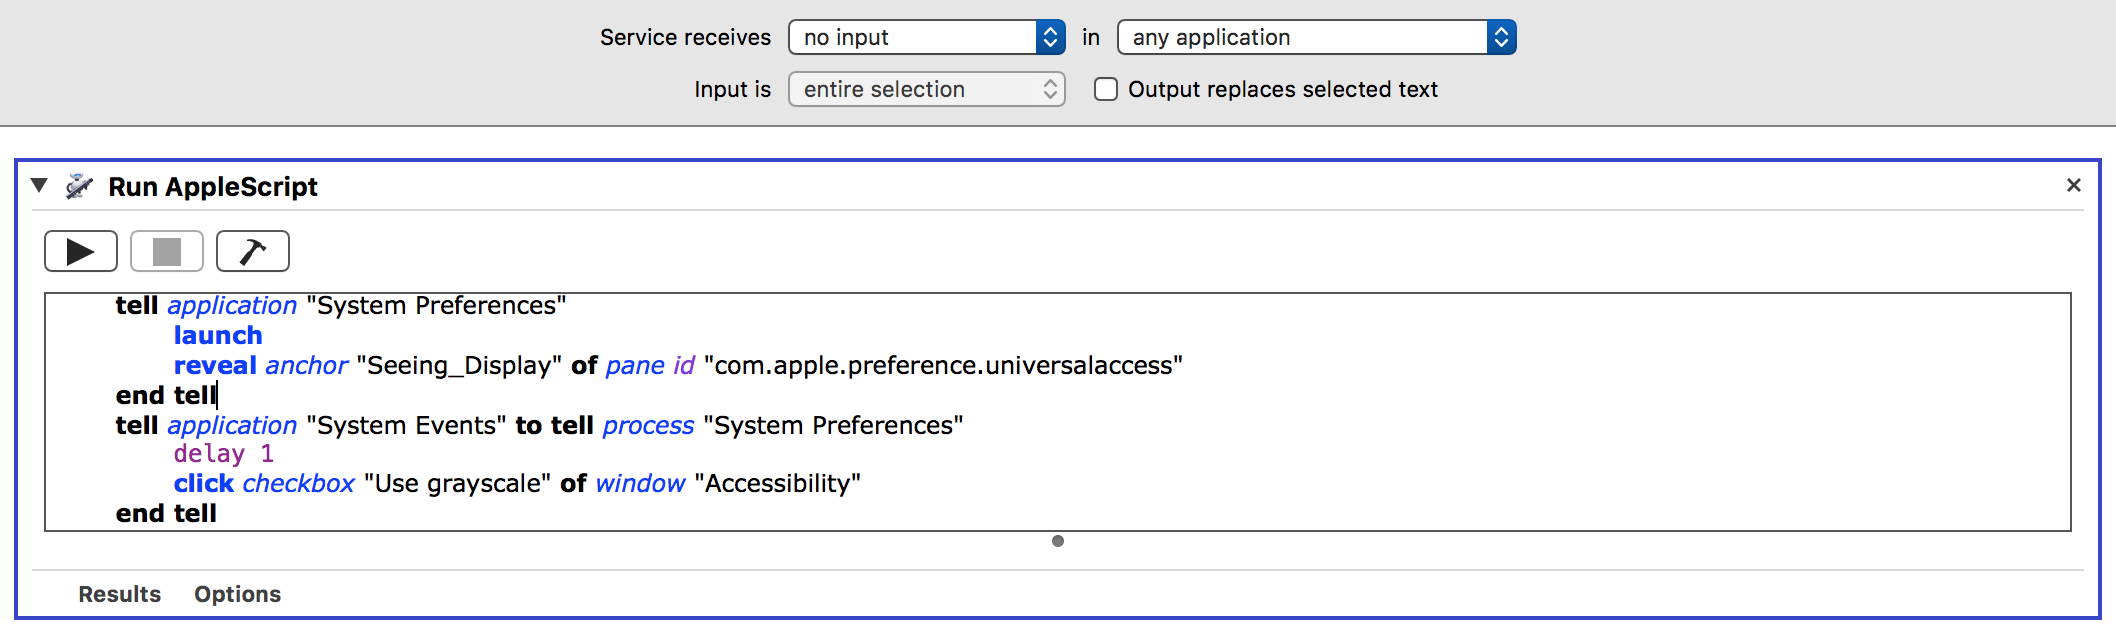 Service receives no input in any application
Input is entire selection Output replaces selected text
Run AppleScript
tell application "System Preferences"
launch
reveal anchor "Seeing_Display" of pane id "com.apple.preference.universalaccess"
end tell
tell application "System Events" to tell process "System Preferences"
delay 1
click checkbox "Use grayscale" of window "Accessibility"
end tell
Results Options